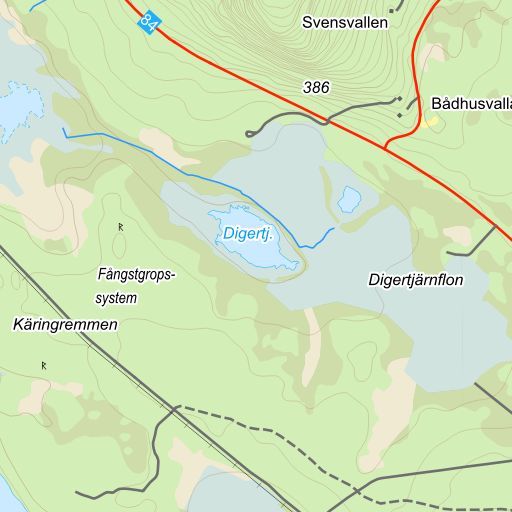 84
Svensvallen
386
Bådhusvalla
Digertj.
Fångstgrops-
system
Digertjärnflon
Käringremmen
R
R